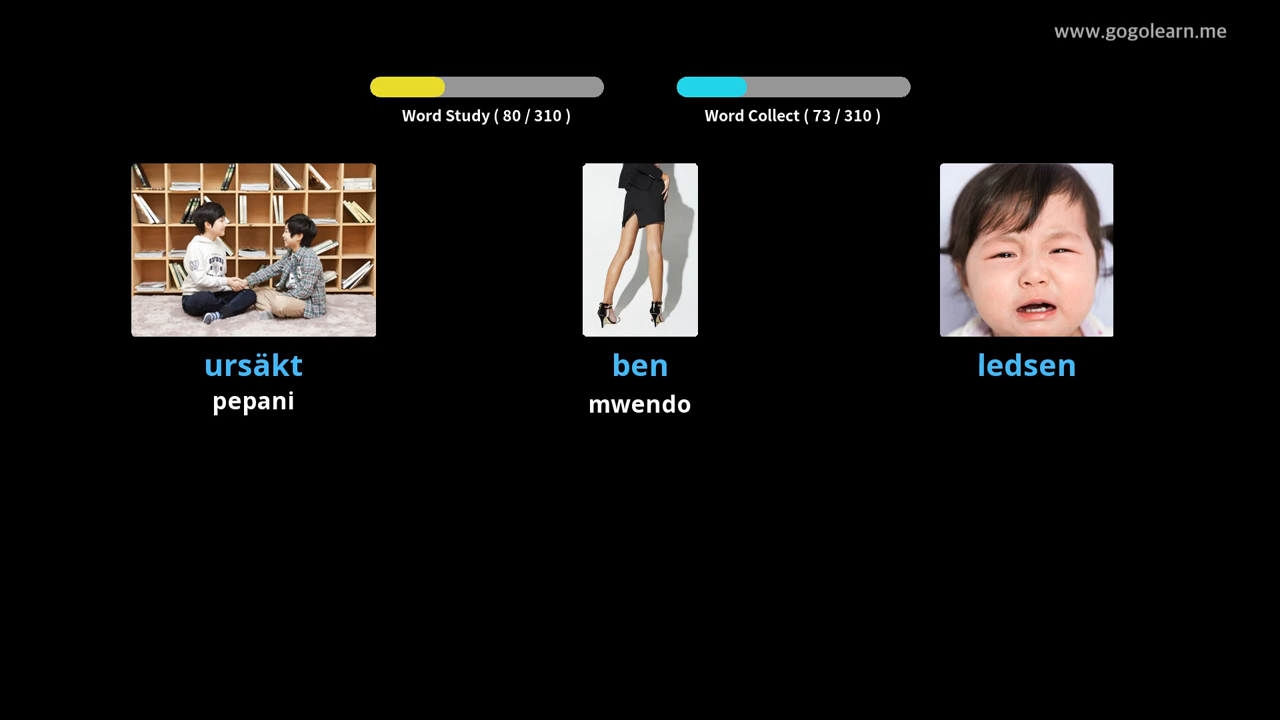 www.gogolearn.me
Word Study ( 80 / 310 )
Word Collect ( 73 / 310 )
ursäkt
ben
ledsen
pepani
mwendo